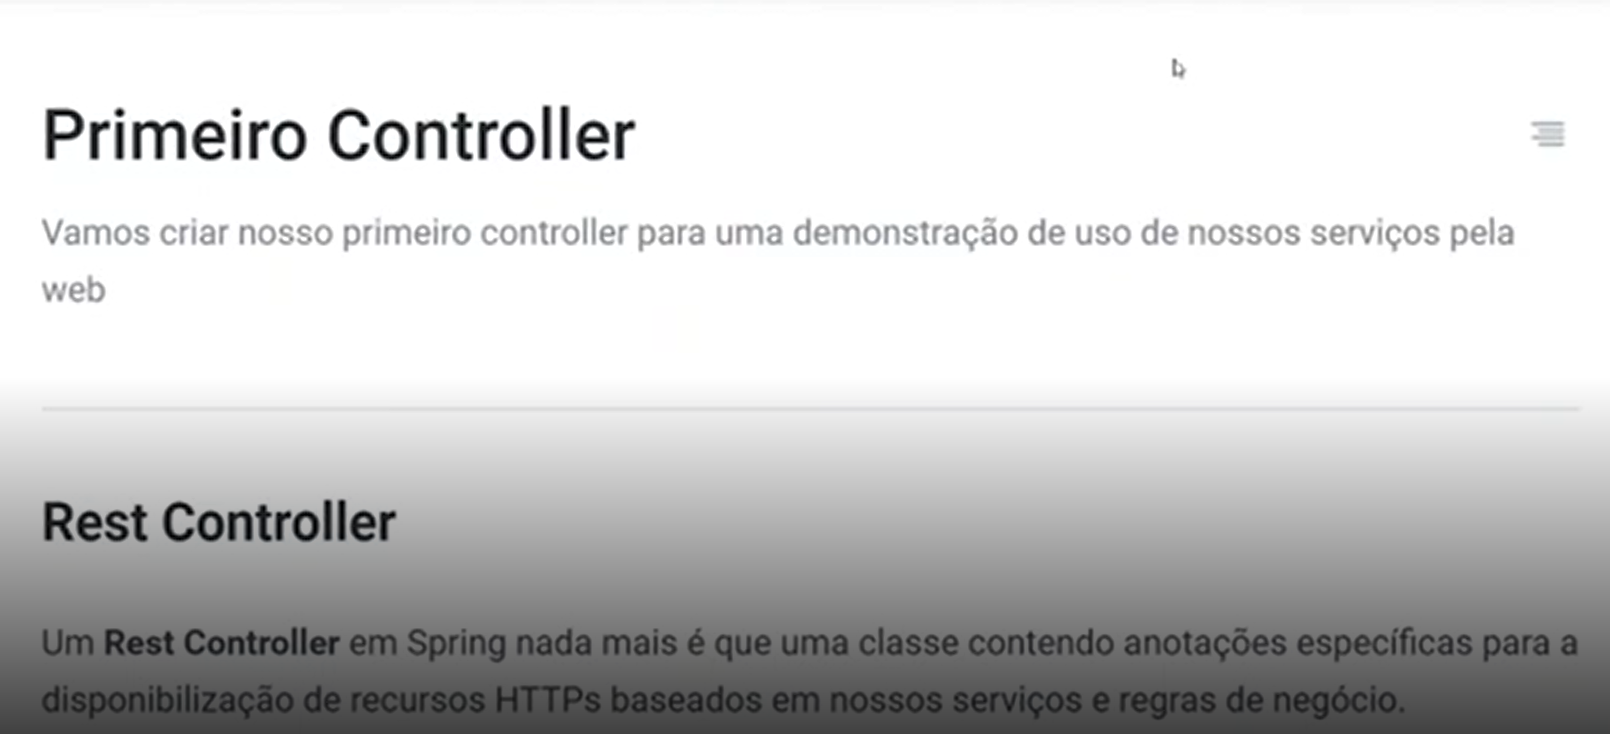 Primeiro Controller
Vamos criar nosso primeiro controller para uma demonstração de uso de nossos serviços pela
web
Rest Controller
Um Rest Controller em Spring nada mais é que uma classe contendo anotações específicas para a
disponibilização de recursos HTTPs baseados em nossos serviços e regras de negócio.